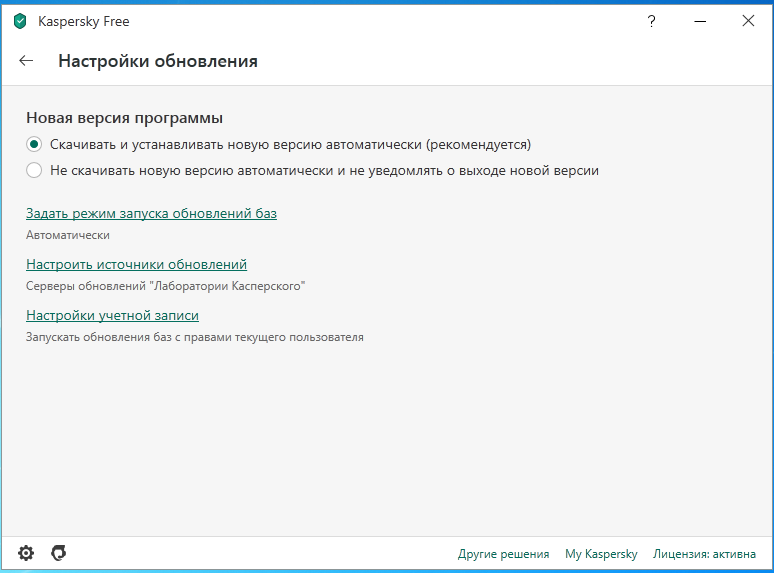 Kaspersky Free
?
Настройки обновления
Новая версия программы
Скачивать и устанавливать новую версию автоматически (рекомендуется)
Не скачивать новую версию автоматически и не уведомлять о выходе новой версии
Задать режим запуска обновлений баз
Автоматически
Настроить источники обновлений
Серверы обновлений "Лаборатории Касперского"
Настройки учетной записи
Запускать обновления баз с правами текущего пользователя
Другие решения My Kaspersky Лицензия: активна